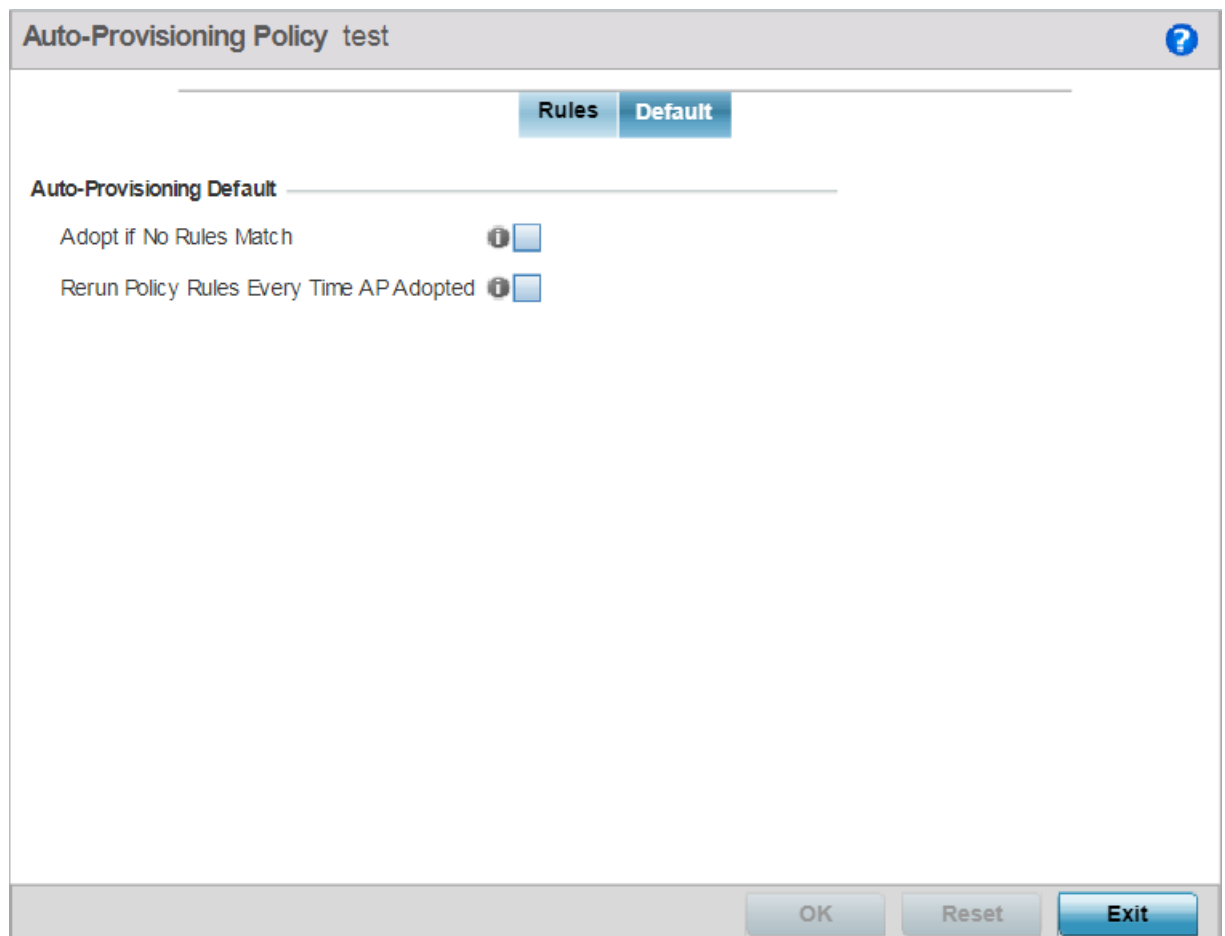 Auto-Provisioning Policy test
?
Rules Default
Auto-Provisioning Default
Adopt if No Rules Match
Rerun Policy Rules Every Time AP Adopted
OK Reset Exit